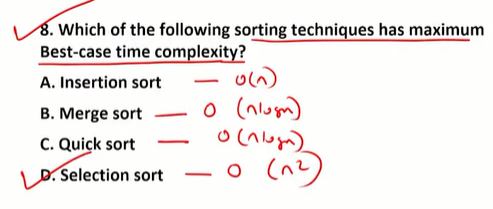 8. Which of the following sorting techniques has maximum
Best-case time complexity?
A. Insertion sort — O(n)
B. Merge sort — O (nlogn)
C. Quick sort — O(nlogn)
D. Selection sort — O (n²)